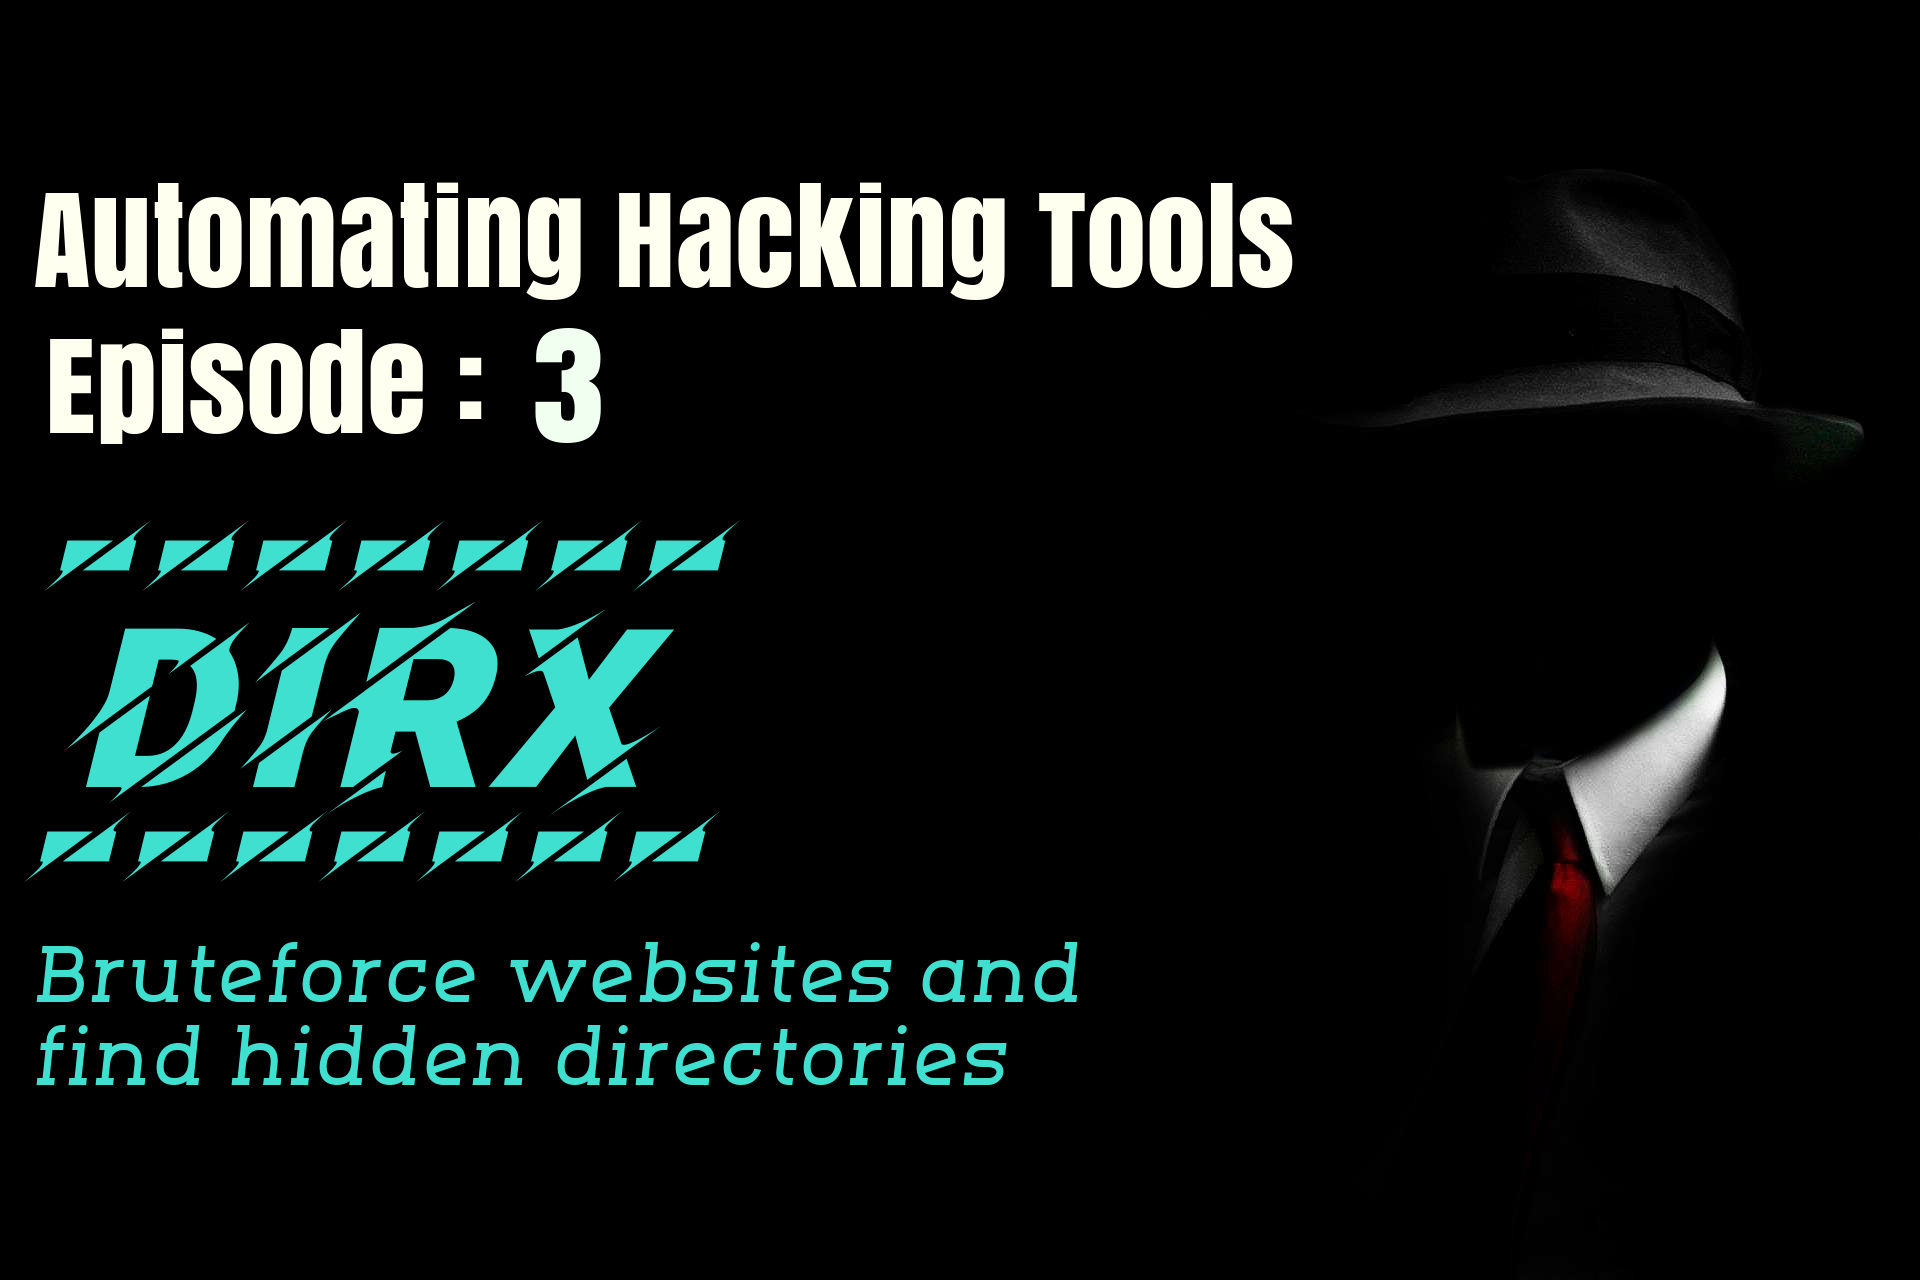 Automating Hacking Tools
Episode : 3
DIRX
Bruteforce websites and
find hidden directories